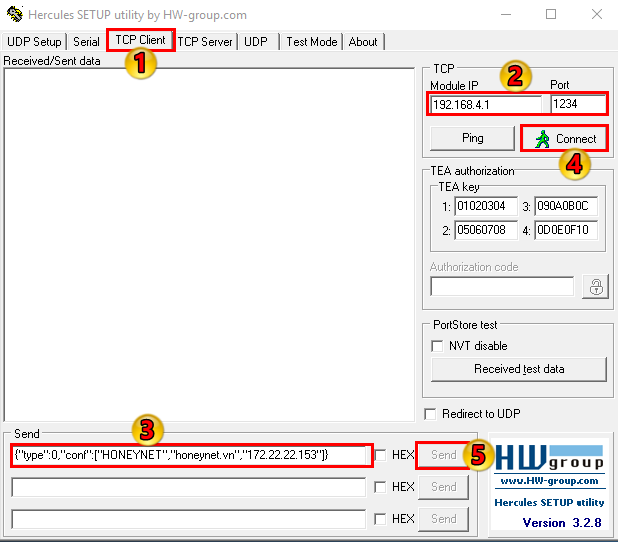 Hercules SETUP utility by HW-group.com
UDP Setup Serial TCP Client TCP Server UDP Test Mode About
1
Received/Sent data
TCP
2
Module IP Port
192.168.4.1 1234
Ping Connect
4
TEA authorization
TEA key
1: 01020304 3: 090A0B0C
2: 05060708 4: 0D0E0F10
Authorization code
PortStore test
NVT disable
Received test data
Redirect to UDP
3
Send
{"type":0,"conf":["HONEYNET","honeynet.vn","172.22.22.153"]} HEX Send 5
HEX Send
HEX Send
HW group
www.HW-group.com
Hercules SETUP utility
Version 3.2.8